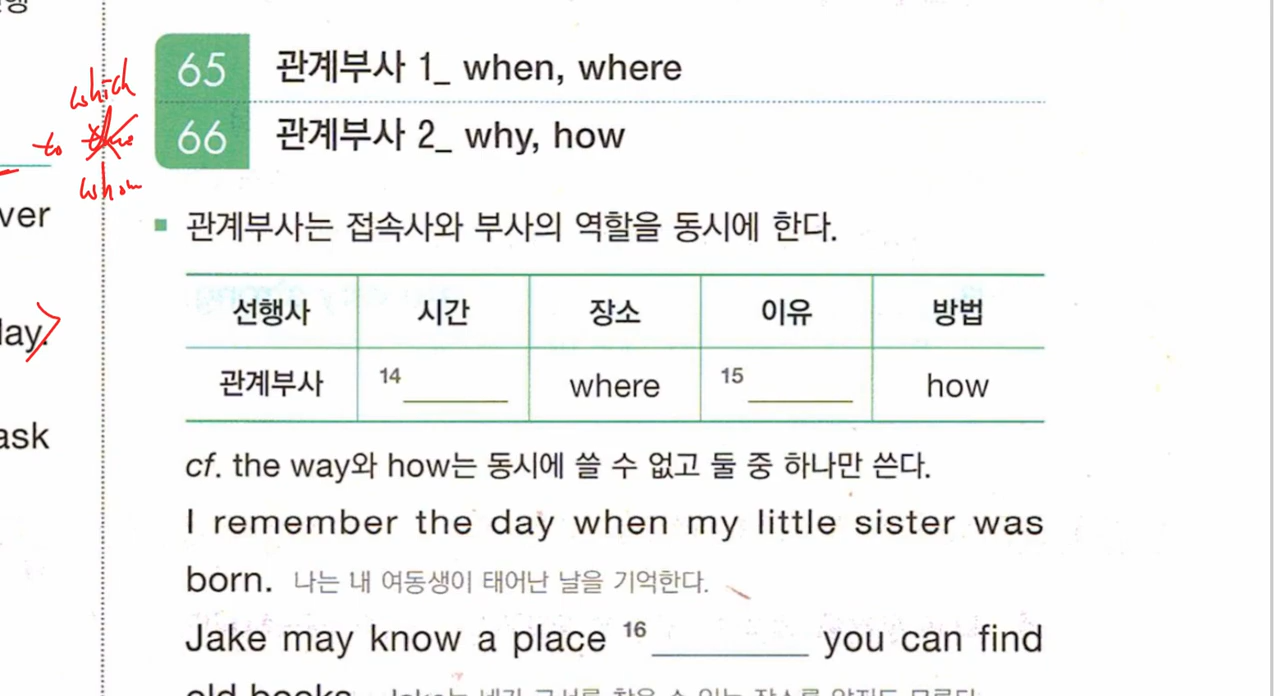 65 관계부사 1_ when, where
66 관계부사 2_ why, how
which
to
whom
ver
lay.
ask
■ 관계부사는 접속사와 부사의 역할을 동시에 한다.
선행사 시간 장소 이유 방법
관계부사 14 ______ where 15 ______ how
cf. the way와 how는 동시에 쓸 수 없고 둘 중 하나만 쓴다.
I remember the day when my little sister was
born. 나는 내 여동생이 태어난 날을 기억한다.
Jake may know a place 16 ________ you can find
old books.